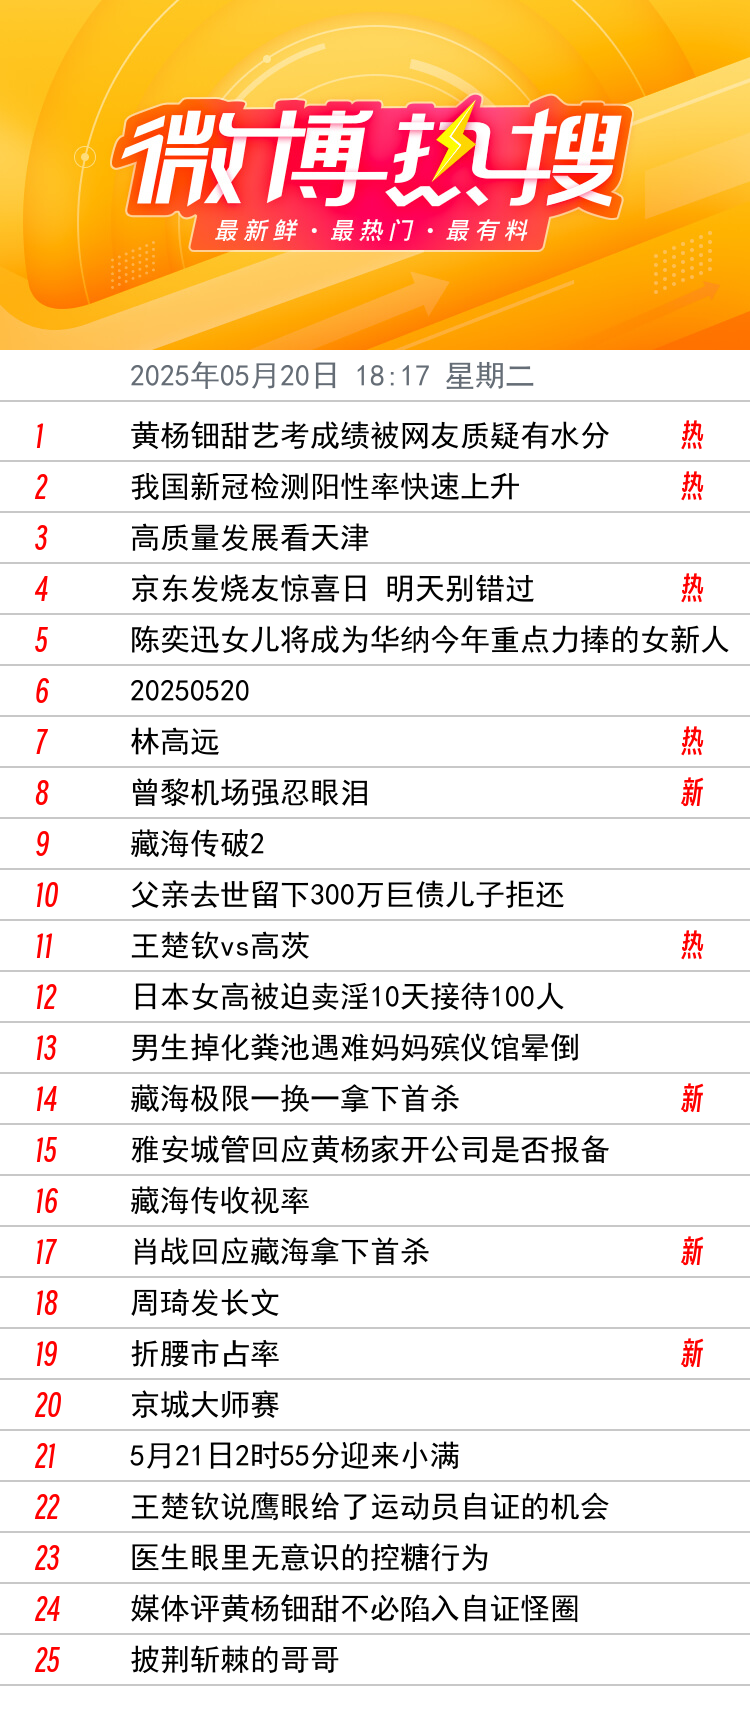 微博热搜
最新鲜·最热门·最有料
2025年05月20日 18:17 星期二
1 黄杨钿甜艺考成绩被网友质疑有水分 热
2 我国新冠检测阳性率快速上升 热
3 高质量发展看天津
4 京东发烧友惊喜日 明天别错过 热
5 陈奕迅女儿将成为华纳今年重点力捧的女新人
6 20250520
7 林高远 热
8 曾黎机场强忍眼泪 新
9 藏海传破2
10 父亲去世留下300万巨债儿子拒还
11 王楚钦vs高茨 热
12 日本女高被迫卖淫10天接待100人
13 男生掉化粪池遇难妈妈殡仪馆晕倒
14 藏海极限一换一拿下首杀 新
15 雅安城管回应黄杨家开公司是否报备
16 藏海传收视率
17 肖战回应藏海拿下首杀 新
18 周琦发长文
19 折腰市占率 新
20 京城大师赛
21 5月21日2时55分迎来小满
22 王楚钦说鹰眼给了运动员自证的机会
23 医生眼里无意识的控糖行为
24 媒体评黄杨钿甜不必陷入自证怪圈
25 披荆斩棘的哥哥